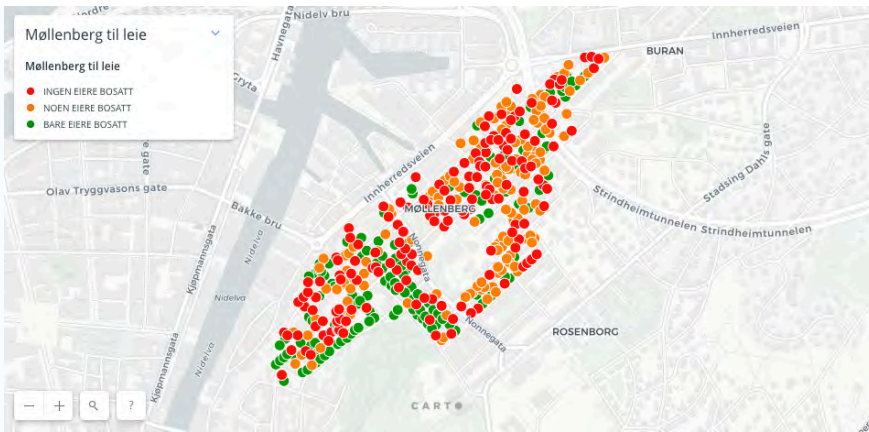 Møllenberg til leie
Møllenberg til leie
INGEN EIERE BOSATT
NOEN EIERE BOSATT
BARE EIERE BOSATT
Nidelv bru
Havnegata
Innherredsveien
BURAN
gate
Olav Tryggvasons gate
Innherredsveien
Stadsing Dahls gate
Bakke bru
MØLLENBERG
Strindheimtunnelen Strindheimtunnelen
Kjøpmannsgata
Nidelva
Nonnegata
Nidelva
Nonnegata
ROSENBORG
Kjøpmannsgata
Nidelva
− + ?
CARTO